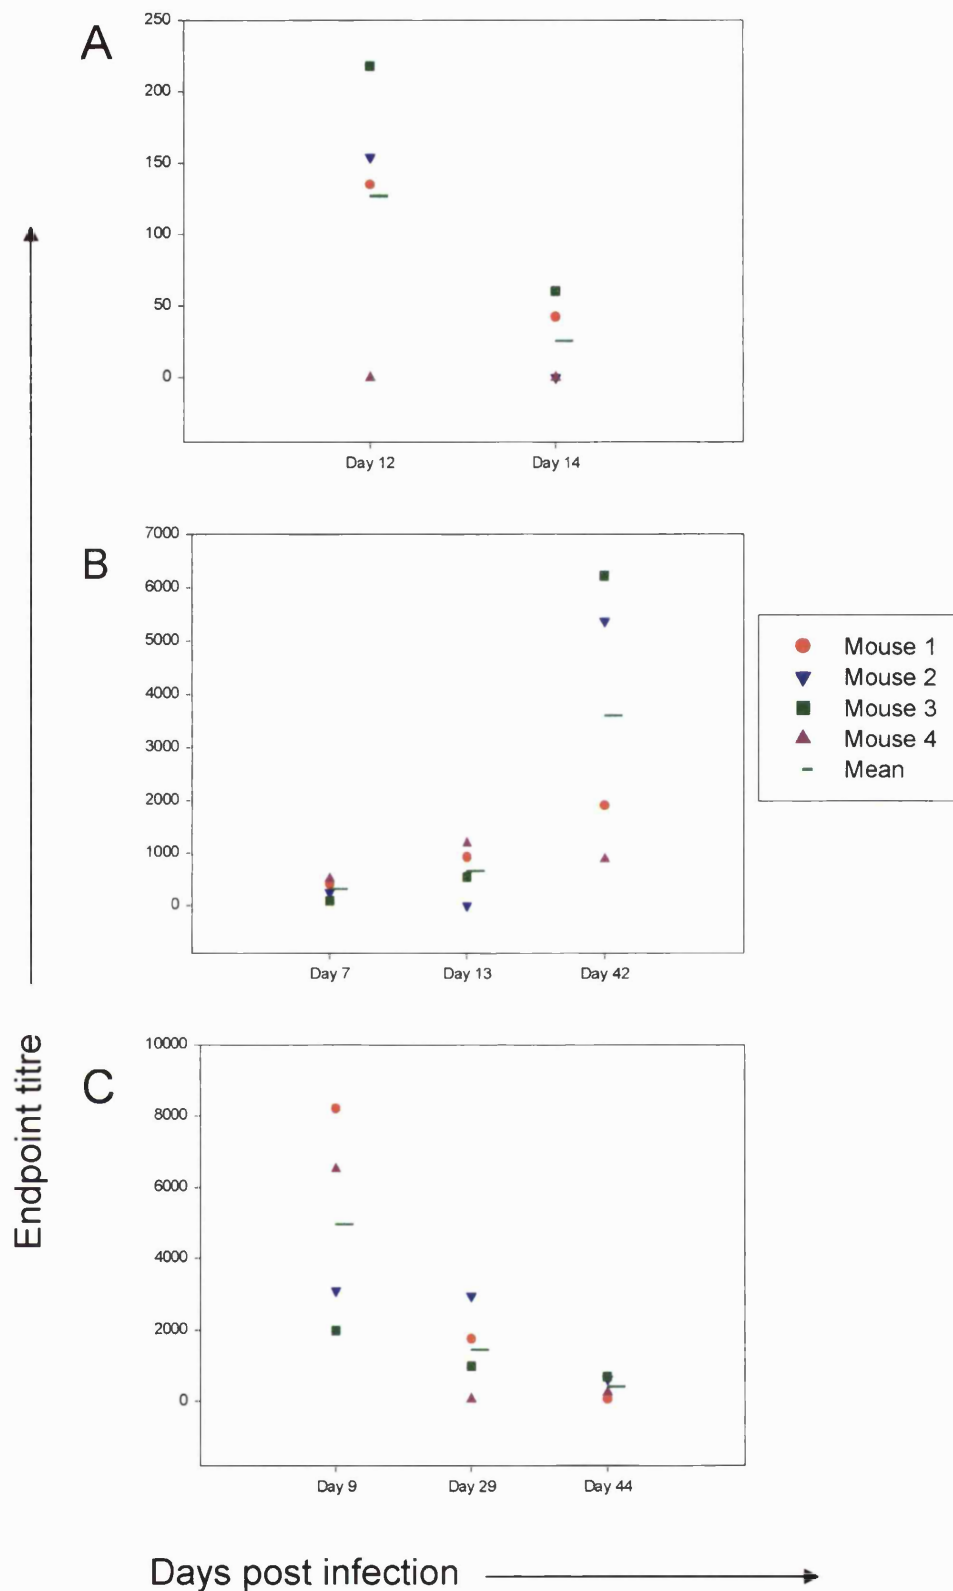 A
250
200
150
100
50
0
Day 12
Day 14
B
7000
6000
5000
4000
3000
2000
1000
0
Day 7
Day 13
Day 42
Mouse 1
Mouse 2
Mouse 3
Mouse 4
Mean
C
10000
8000
6000
4000
2000
0
Day 9
Day 29
Day 44
Endpoint titre
Days post infection